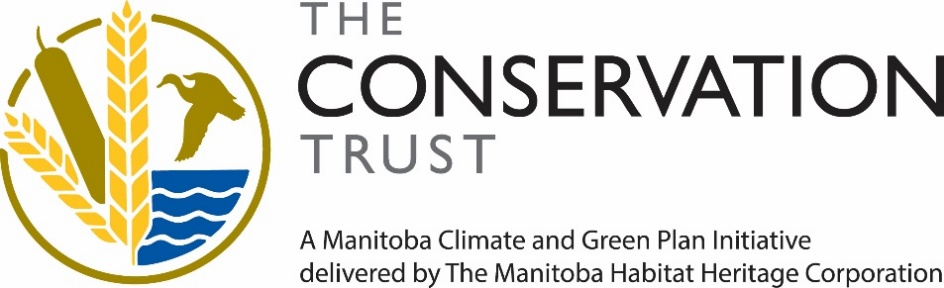 THE
CONSERVATION
TRUST
A Manitoba Climate and Green Plan Initiative
delivered by The Manitoba Habitat Heritage Corporation